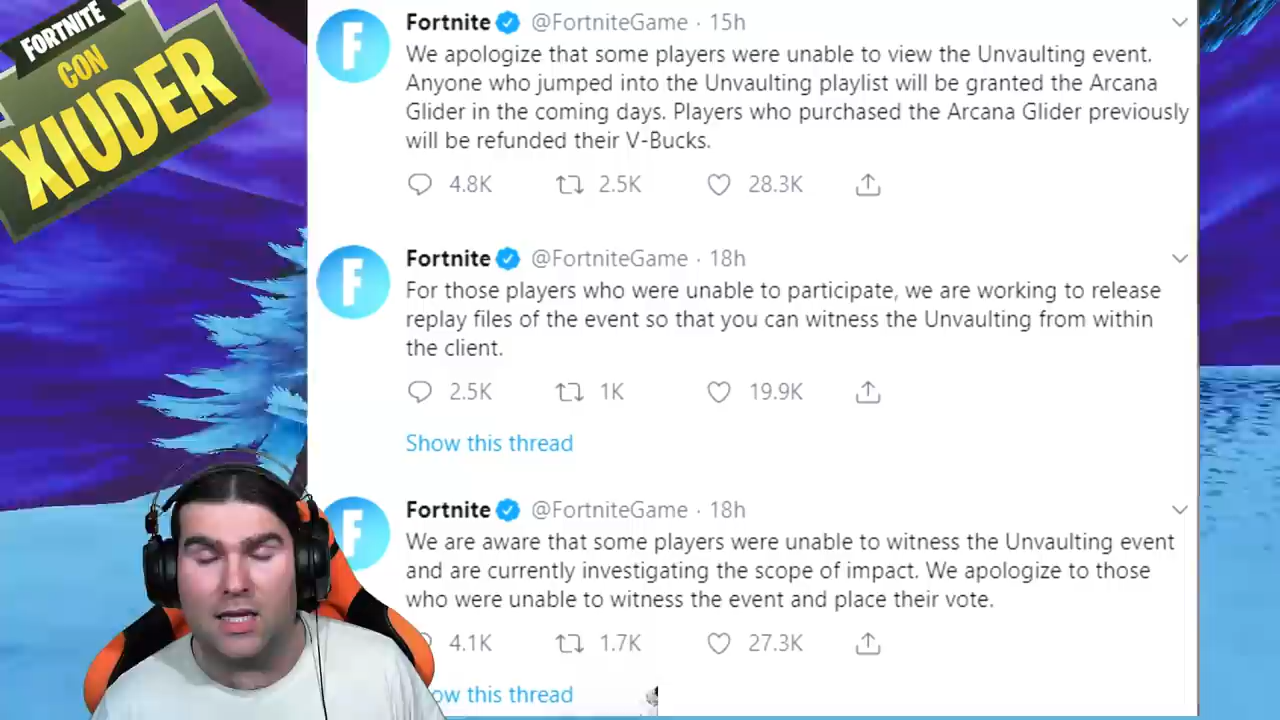 FORTNITE
CON
XIUDER
Fortnite @FortniteGame · 15h
We apologize that some players were unable to view the Unvaulting event.
Anyone who jumped into the Unvaulting playlist will be granted the Arcana
Glider in the coming days. Players who purchased the Arcana Glider previously
will be refunded their V-Bucks.
4.8K 2.5K 28.3K
Fortnite @FortniteGame · 18h
For those players who were unable to participate, we are working to release
replay files of the event so that you can witness the Unvaulting from within
the client.
2.5K 1K 19.9K
Show this thread
Fortnite @FortniteGame · 18h
We are aware that some players were unable to witness the Unvaulting event
and are currently investigating the scope of impact. We apologize to those
who were unable to witness the event and place their vote.
4.1K 1.7K 27.3K
ow this thread